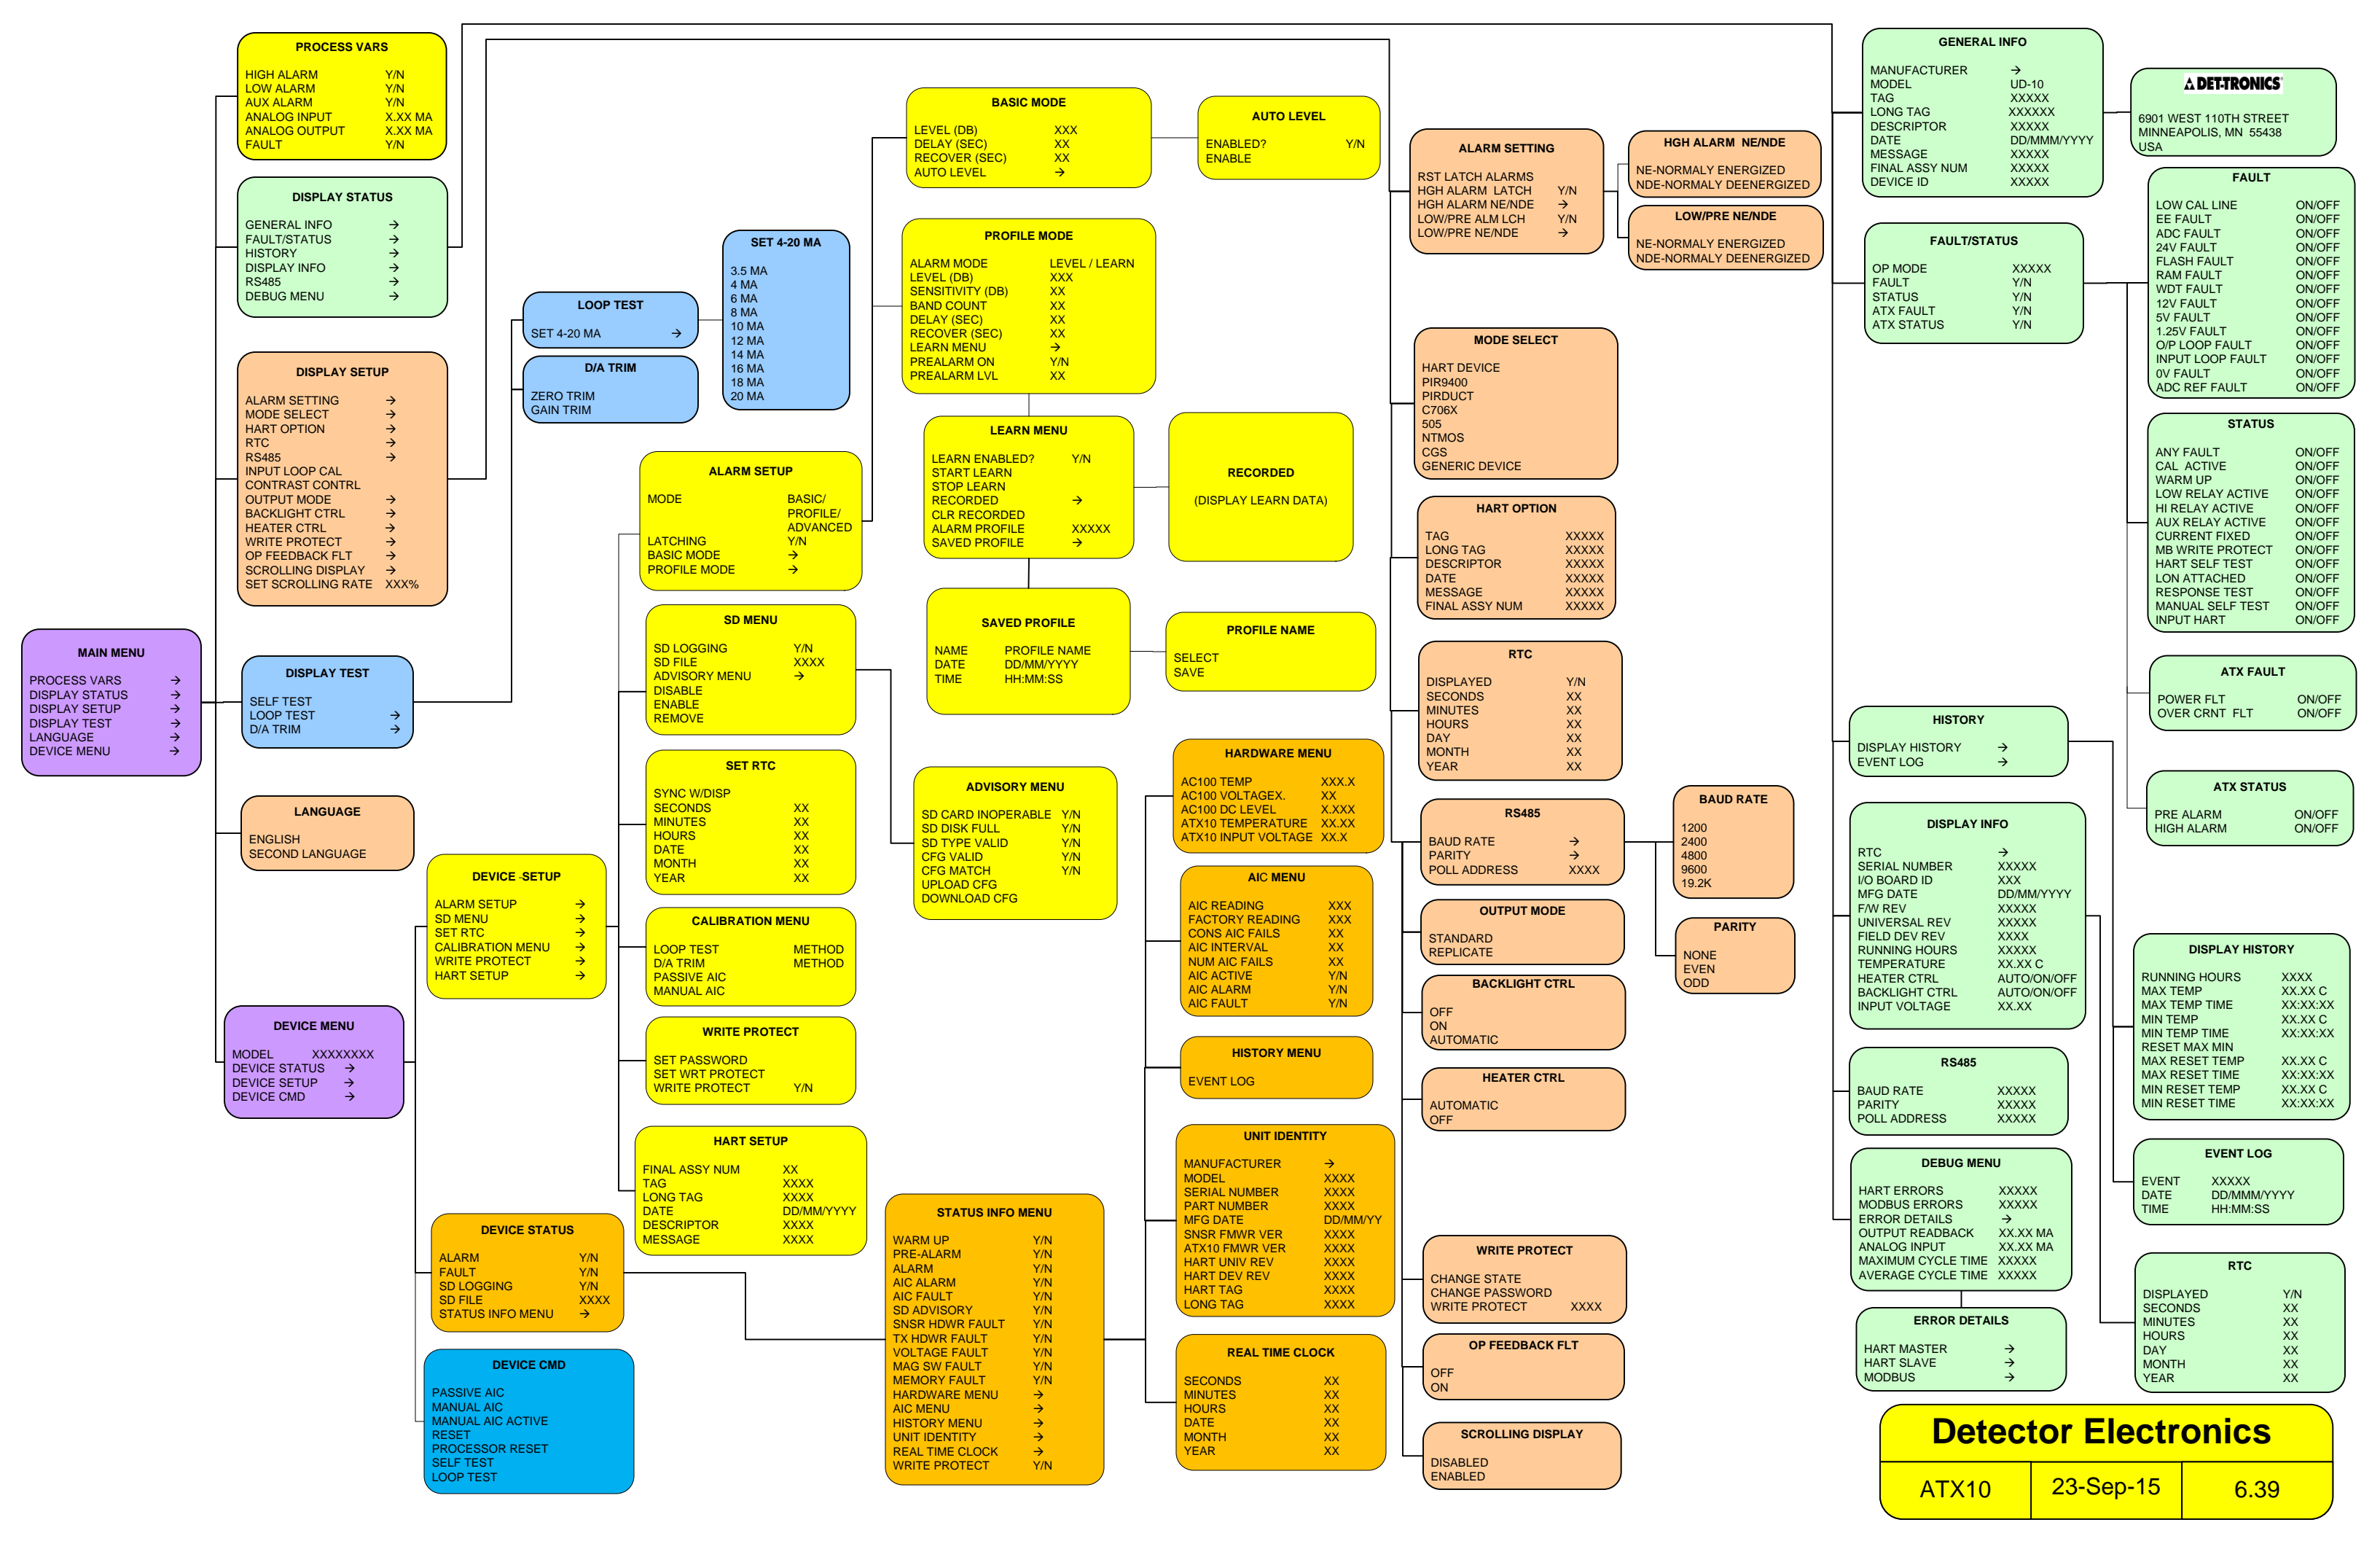 MAIN MENU
PROCESS VARS →
DISPLAY STATUS →
DISPLAY SETUP →
DISPLAY TEST →
LANGUAGE →
DEVICE MENU →
PROCESS VARS
HIGH ALARM Y/N
LOW ALARM Y/N
AUX ALARM Y/N
ANALOG INPUT X.XX MA
ANALOG OUTPUT X.XX MA
FAULT Y/N
DISPLAY STATUS
GENERAL INFO →
FAULT/STATUS →
HISTORY →
DISPLAY INFO →
RS485 →
DEBUG MENU →
DISPLAY SETUP
ALARM SETTING →
MODE SELECT →
HART OPTION →
RTC →
RS485 →
INPUT LOOP CAL
CONTRAST CONTRL
OUTPUT MODE →
BACKLIGHT CTRL →
HEATER CTRL →
WRITE PROTECT →
OP FEEDBACK FLT →
SCROLLING DISPLAY →
SET SCROLLING RATE XXX%
DISPLAY TEST
SELF TEST
LOOP TEST →
D/A TRIM →
LANGUAGE
ENGLISH
SECOND LANGUAGE
DEVICE MENU
MODEL XXXXXXXX
DEVICE STATUS →
DEVICE SETUP →
DEVICE CMD →
LOOP TEST
SET 4-20 MA →
D/A TRIM
ZERO TRIM
GAIN TRIM
SET 4-20 MA
3.5 MA
4 MA
6 MA
8 MA
10 MA
12 MA
14 MA
16 MA
18 MA
20 MA
DEVICE -SETUP
ALARM SETUP →
SD MENU →
SET RTC →
CALIBRATION MENU →
WRITE PROTECT →
HART SETUP →
DEVICE STATUS
ALARM Y/N
FAULT Y/N
SD LOGGING Y/N
SD FILE XXXX
STATUS INFO MENU →
DEVICE CMD
PASSIVE AIC
MANUAL AIC
MANUAL AIC ACTIVE
RESET
PROCESSOR RESET
SELF TEST
LOOP TEST
ALARM SETUP
MODE BASIC/
PROFILE/
ADVANCED
LATCHING Y/N
BASIC MODE →
PROFILE MODE →
SD MENU
SD LOGGING Y/N
SD FILE XXXX
ADVISORY MENU →
DISABLE
ENABLE
REMOVE
SET RTC
SYNC W/DISP
SECONDS XX
MINUTES XX
HOURS XX
DATE XX
MONTH XX
YEAR XX
CALIBRATION MENU
LOOP TEST METHOD
D/A TRIM METHOD
PASSIVE AIC
MANUAL AIC
WRITE PROTECT
SET PASSWORD
SET WRT PROTECT
WRITE PROTECT Y/N
HART SETUP
FINAL ASSY NUM XX
TAG XXXX
LONG TAG XXXX
DATE DD/MM/YYYY
DESCRIPTOR XXXX
MESSAGE XXXX
BASIC MODE
LEVEL (DB) XXX
DELAY (SEC) XX
RECOVER (SEC) XX
AUTO LEVEL →
AUTO LEVEL
ENABLED? Y/N
ENABLE
PROFILE MODE
ALARM MODE LEVEL / LEARN
LEVEL (DB) XXX
SENSITIVITY (DB) XX
BAND COUNT XX
DELAY (SEC) XX
RECOVER (SEC) XX
LEARN MENU →
PREALARM ON Y/N
PREALARM LVL XX
LEARN MENU
LEARN ENABLED? Y/N
START LEARN
STOP LEARN
RECORDED →
CLR RECORDED
ALARM PROFILE XXXXX
SAVED PROFILE →
RECORDED
(DISPLAY LEARN DATA)
SAVED PROFILE
NAME PROFILE NAME
DATE DD/MM/YYYY
TIME HH:MM:SS
PROFILE NAME
SELECT
SAVE
ADVISORY MENU
SD CARD INOPERABLE Y/N
SD DISK FULL Y/N
SD TYPE VALID Y/N
CFG VALID Y/N
CFG MATCH Y/N
UPLOAD CFG
DOWNLOAD CFG
STATUS INFO MENU
WARM UP Y/N
PRE-ALARM Y/N
ALARM Y/N
AIC ALARM Y/N
AIC FAULT Y/N
SD ADVISORY Y/N
SNSR HDWR FAULT Y/N
TX HDWR FAULT Y/N
VOLTAGE FAULT Y/N
MAG SW FAULT Y/N
MEMORY FAULT Y/N
HARDWARE MENU →
AIC MENU →
HISTORY MENU →
UNIT IDENTITY →
REAL TIME CLOCK →
WRITE PROTECT Y/N
HARDWARE MENU
AC100 TEMP XXX.X
AC100 VOLTAGEX. XX
AC100 DC LEVEL X.XXX
ATX10 TEMPERATURE XX.XX
ATX10 INPUT VOLTAGE XX.X
AIC MENU
AIC READING XXX
FACTORY READING XXX
CONS AIC FAILS XX
AIC INTERVAL XX
NUM AIC FAILS XX
AIC ACTIVE Y/N
AIC ALARM Y/N
AIC FAULT Y/N
HISTORY MENU
EVENT LOG
UNIT IDENTITY
MANUFACTURER →
MODEL XXXX
SERIAL NUMBER XXXX
PART NUMBER XXXX
MFG DATE DD/MM/YY
SNSR FMWR VER XXXX
ATX10 FMWR VER XXXX
HART UNIV REV XXXX
HART DEV REV XXXX
HART TAG XXXX
LONG TAG XXXX
REAL TIME CLOCK
SECONDS XX
MINUTES XX
HOURS XX
DATE XX
MONTH XX
YEAR XX
ALARM SETTING
RST LATCH ALARMS
HGH ALARM LATCH Y/N
HGH ALARM NE/NDE →
LOW/PRE ALM LCH Y/N
LOW/PRE NE/NDE →
HGH ALARM NE/NDE
NE-NORMALY ENERGIZED
NDE-NORMALY DEENERGIZED
LOW/PRE NE/NDE
NE-NORMALY ENERGIZED
NDE-NORMALY DEENERGIZED
MODE SELECT
HART DEVICE
PIR9400
PIRDUCT
C706X
505
NTMOS
CGS
GENERIC DEVICE
HART OPTION
TAG XXXXX
LONG TAG XXXXX
DESCRIPTOR XXXXX
DATE XXXXX
MESSAGE XXXXX
FINAL ASSY NUM XXXXX
RTC
DISPLAYED Y/N
SECONDS XX
MINUTES XX
HOURS XX
DAY XX
MONTH XX
YEAR XX
RS485
BAUD RATE →
PARITY →
POLL ADDRESS XXXX
BAUD RATE
1200
2400
4800
9600
19.2K
PARITY
NONE
EVEN
ODD
OUTPUT MODE
STANDARD
REPLICATE
BACKLIGHT CTRL
OFF
ON
AUTOMATIC
HEATER CTRL
AUTOMATIC
OFF
WRITE PROTECT
CHANGE STATE
CHANGE PASSWORD
WRITE PROTECT XXXX
OP FEEDBACK FLT
OFF
ON
SCROLLING DISPLAY
DISABLED
ENABLED
GENERAL INFO
MANUFACTURER →
MODEL UD-10
TAG XXXXX
LONG TAG XXXXXX
DESCRIPTOR XXXXX
DATE DD/MMM/YYYY
MESSAGE XXXXX
FINAL ASSY NUM XXXXX
DEVICE ID XXXXX
DET-TRONICS
6901 WEST 110TH STREET
MINNEAPOLIS, MN 55438
USA
FAULT/STATUS
OP MODE XXXXX
FAULT Y/N
STATUS Y/N
ATX FAULT Y/N
ATX STATUS Y/N
FAULT
LOW CAL LINE ON/OFF
EE FAULT ON/OFF
ADC FAULT ON/OFF
24V FAULT ON/OFF
FLASH FAULT ON/OFF
RAM FAULT ON/OFF
WDT FAULT ON/OFF
12V FAULT ON/OFF
5V FAULT ON/OFF
1.25V FAULT ON/OFF
O/P LOOP FAULT ON/OFF
INPUT LOOP FAULT ON/OFF
0V FAULT ON/OFF
ADC REF FAULT ON/OFF
STATUS
ANY FAULT ON/OFF
CAL ACTIVE ON/OFF
WARM UP ON/OFF
LOW RELAY ACTIVE ON/OFF
HI RELAY ACTIVE ON/OFF
AUX RELAY ACTIVE ON/OFF
CURRENT FIXED ON/OFF
MB WRITE PROTECT ON/OFF
HART SELF TEST ON/OFF
LON ATTACHED ON/OFF
RESPONSE TEST ON/OFF
MANUAL SELF TEST ON/OFF
INPUT HART ON/OFF
ATX FAULT
POWER FLT ON/OFF
OVER CRNT FLT ON/OFF
ATX STATUS
PRE ALARM ON/OFF
HIGH ALARM ON/OFF
HISTORY
DISPLAY HISTORY →
EVENT LOG →
DISPLAY INFO
RTC →
SERIAL NUMBER XXXXX
I/O BOARD ID XXX
MFG DATE DD/MM/YYYY
F/W REV XXXXX
UNIVERSAL REV XXXXX
FIELD DEV REV XXXX
RUNNING HOURS XXXXX
TEMPERATURE XX.XX C
HEATER CTRL AUTO/ON/OFF
BACKLIGHT CTRL AUTO/ON/OFF
INPUT VOLTAGE XX.XX
RS485
BAUD RATE XXXXX
PARITY XXXXX
POLL ADDRESS XXXXX
DEBUG MENU
HART ERRORS XXXXX
MODBUS ERRORS XXXXX
ERROR DETAILS →
OUTPUT READBACK XX.XX MA
ANALOG INPUT XX.XX MA
MAXIMUM CYCLE TIME XXXXX
AVERAGE CYCLE TIME XXXXX
ERROR DETAILS
HART MASTER →
HART SLAVE →
MODBUS →
DISPLAY HISTORY
RUNNING HOURS XXXX
MAX TEMP XX.XX C
MAX TEMP TIME XX:XX:XX
MIN TEMP XX.XX C
MIN TEMP TIME XX:XX:XX
RESET MAX MIN
MAX RESET TEMP XX.XX C
MAX RESET TIME XX:XX:XX
MIN RESET TEMP XX.XX C
MIN RESET TIME XX:XX:XX
EVENT LOG
EVENT XXXXX
DATE DD/MMM/YYYY
TIME HH:MM:SS
RTC
DISPLAYED Y/N
SECONDS XX
MINUTES XX
HOURS XX
DAY XX
MONTH XX
YEAR XX
Detector Electronics
ATX10 23-Sep-15 6.39